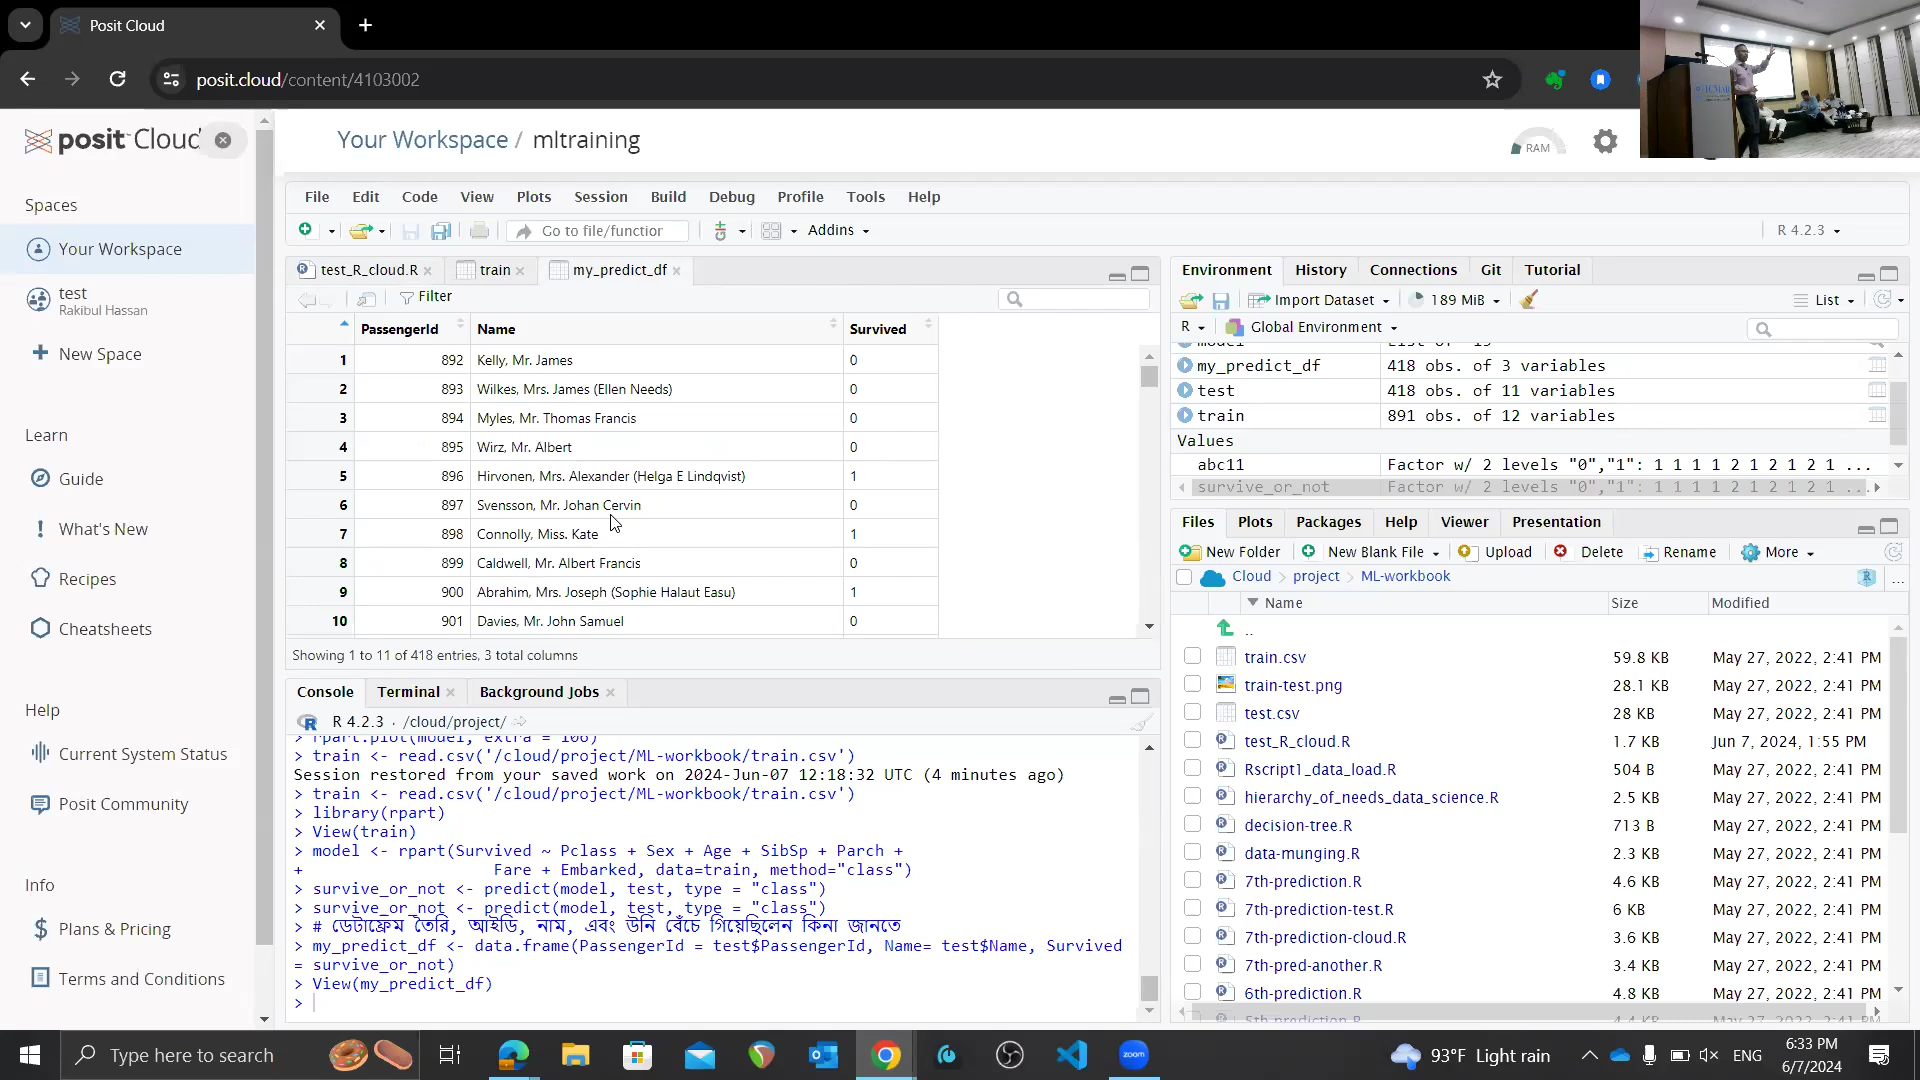 Posit Cloud
posit.cloud/content/4103002
posit Cloud
Your Workspace / mltraining
RAM
Spaces
Your Workspace
test
Rakibul Hassan
New Space
Learn
Guide
What's New
Recipes
Cheatsheets
Help
Current System Status
Posit Community
Info
Plans & Pricing
Terms and Conditions
File Edit Code View Plots Session Build Debug Profile Tools Help
Go to file/function Addins R 4.2.3
test_R_cloud.R train my_predict_df
Filter
PassengerId Name Survived
1 892 Kelly, Mr. James 0
2 893 Wilkes, Mrs. James (Ellen Needs) 0
3 894 Myles, Mr. Thomas Francis 0
4 895 Wirz, Mr. Albert 0
5 896 Hirvonen, Mrs. Alexander (Helga E Lindqvist) 1
6 897 Svensson, Mr. Johan Cervin 0
7 898 Connolly, Miss. Kate 1
8 899 Caldwell, Mr. Albert Francis 0
9 900 Abrahim, Mrs. Joseph (Sophie Halaut Easu) 1
10 901 Davies, Mr. John Samuel 0
Showing 1 to 11 of 418 entries, 3 total columns
Console Terminal Background Jobs
R 4.2.3 · /cloud/project/
> rpart.plot(model, extra = 106)
> train <- read.csv('/cloud/project/ML-workbook/train.csv')
Session restored from your saved work on 2024-Jun-07 12:18:32 UTC (4 minutes ago)
> train <- read.csv('/cloud/project/ML-workbook/train.csv')
> library(rpart)
> View(train)
> model <- rpart(Survived ~ Pclass + Sex + Age + SibSp + Parch +
+ Fare + Embarked, data=train, method="class")
> survive_or_not <- predict(model, test, type = "class")
> survive_or_not <- predict(model, test, type = "class")
> # ডেটাফ্রেম তৈরি, আইডি, নাম, এবং উনি বেঁচে গিয়েছিলেন কিনা জানতে
> my_predict_df <- data.frame(PassengerId = test$PassengerId, Name= test$Name, Survived
= survive_or_not)
> View(my_predict_df)
>
Environment History Connections Git Tutorial
Import Dataset 189 MiB List
R Global Environment
model List of 15
my_predict_df 418 obs. of 3 variables
test 418 obs. of 11 variables
train 891 obs. of 12 variables
Values
abc11 Factor w/ 2 levels "0","1": 1 1 1 1 2 1 2 1 2 1 ...
survive_or_not Factor w/ 2 levels "0","1": 1 1 1 1 2 1 2 1 2 1 ...
Files Plots Packages Help Viewer Presentation
New Folder New Blank File Upload Delete Rename More
Cloud > project > ML-workbook ...
Name Size Modified
..
train.csv 59.8 KB May 27, 2022, 2:41 PM
train-test.png 28.1 KB May 27, 2022, 2:41 PM
test.csv 28 KB May 27, 2022, 2:41 PM
test_R_cloud.R 1.7 KB Jun 7, 2024, 1:55 PM
Rscript1_data_load.R 504 B May 27, 2022, 2:41 PM
hierarchy_of_needs_data_science.R 2.5 KB May 27, 2022, 2:41 PM
decision-tree.R 713 B May 27, 2022, 2:41 PM
data-munging.R 2.3 KB May 27, 2022, 2:41 PM
7th-prediction.R 4.6 KB May 27, 2022, 2:41 PM
7th-prediction-test.R 6 KB May 27, 2022, 2:41 PM
7th-prediction-cloud.R 3.6 KB May 27, 2022, 2:41 PM
7th-pred-another.R 3.4 KB May 27, 2022, 2:41 PM
6th-prediction.R 4.8 KB May 27, 2022, 2:41 PM
5th-prediction.R 4.4 KB May 27, 2022, 2:41 PM
Type here to search
zoom
93°F Light rain ENG
6:33 PM
6/7/2024